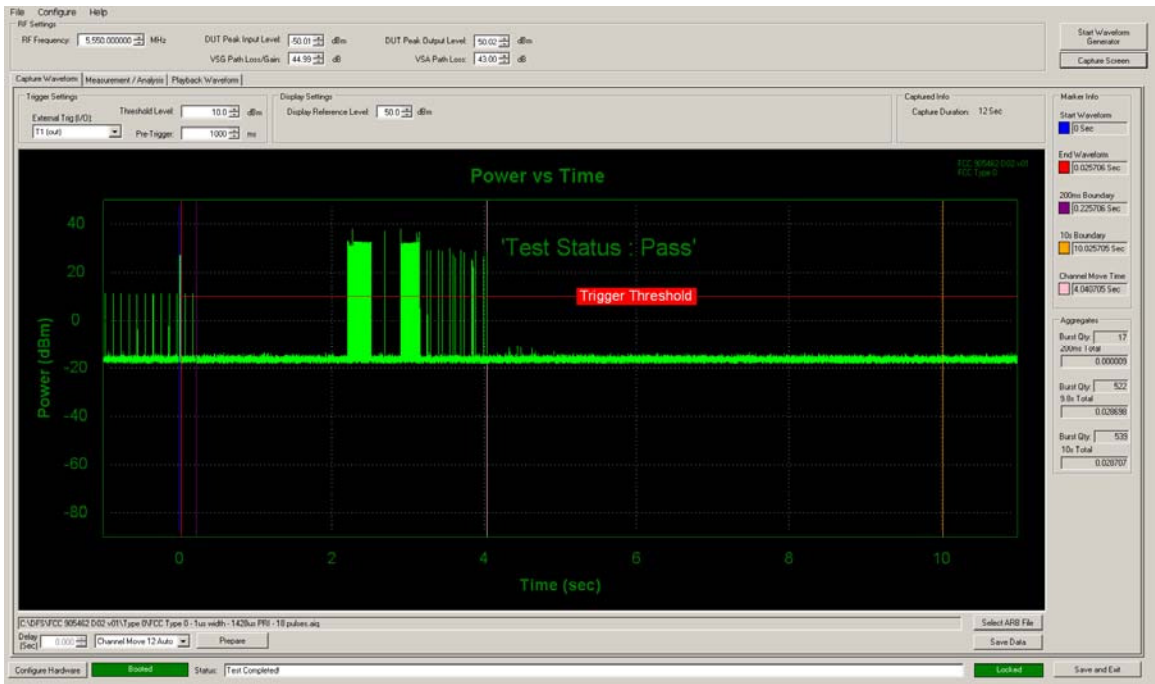 File Configure Help
RF Settings
RF Frequency: 5,550.000000 MHz DUT Peak Input Level: -50.01 dBm DUT Peak Output Level: 50.02 dBm
VSG Path Loss/Gain: 44.99 dB VSA Path Loss: 43.00 dB
Start Waveform
Generator
Capture Screen
Capture Waveform Measurement / Analysis Playback Waveform
Trigger Settings
External Trig (I/O): Threshold Level: 10.0 dBm
T1 (out) Pre-Trigger: 1000 ms
Display Settings
Display Reference Level: 50.0 dBm
Captured Info
Capture Duration: 12 Sec
Marker Info
Start Waveform
0 Sec
End Waveform
0.025706 Sec
200ms Boundary
0.225706 Sec
10s Boundary
10.025705 Sec
Channel Move Time
4.040705 Sec
Aggregates
Burst Qty: 17
200ms Total
0.000009
Burst Qty: 522
9.8s Total
0.028698
Burst Qty: 539
10s Total
0.028707
Power vs Time
FCC 905462 D02 v01
FCC Type 0
'Test Status : Pass'
Trigger Threshold
Power (dBm)
40
20
0
-20
-40
-60
-80
0 2 4 6 8 10
Time (sec)
C:\DFS\FCC 905462 D02 v01\Type 0\FCC Type 0 - 1us width - 1428us PRI - 18 pulses.aiq
Select ARB File
Delay
(Sec) 0.000 Channel Move 12 Auto Prepare
Save Data
Configure Hardware Booted Status: Test Completed! Locked Save and Exit